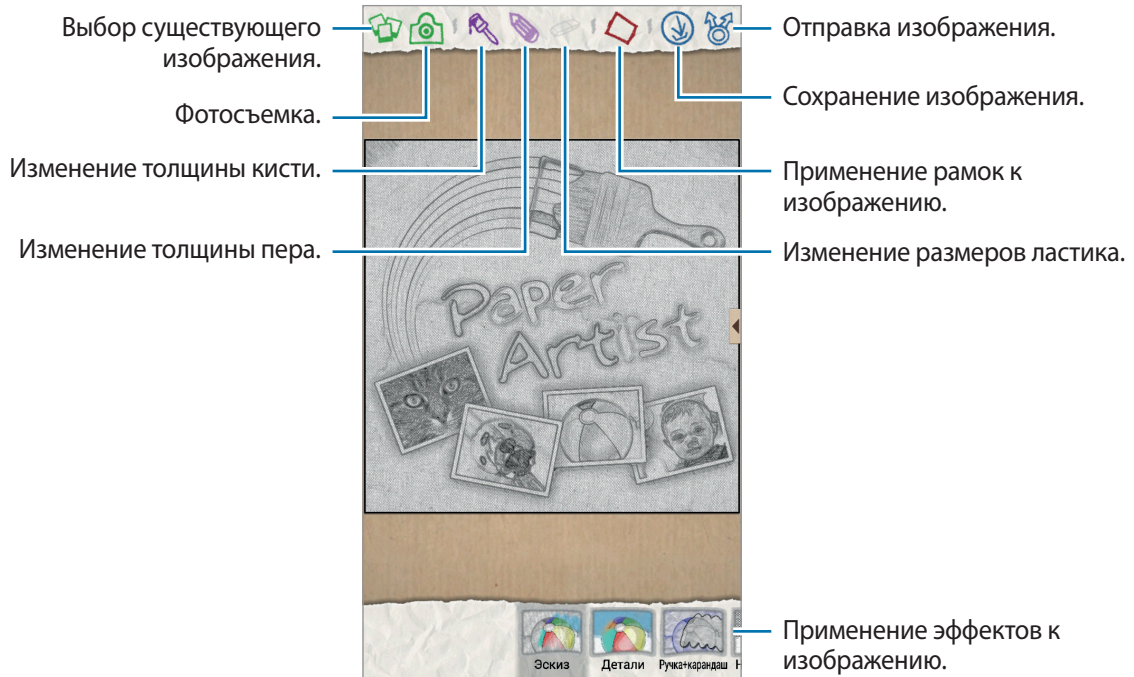 Выбор существующего
изображения.
Фотосъемка.
Изменение толщины кисти.
Изменение толщины пера.
Отправка изображения.
Сохранение изображения.
Применение рамок к
изображению.
Изменение размеров ластика.
Paper
Artist
Эскиз
Детали
Ручка+карандаш
Применение эффектов к
изображению.